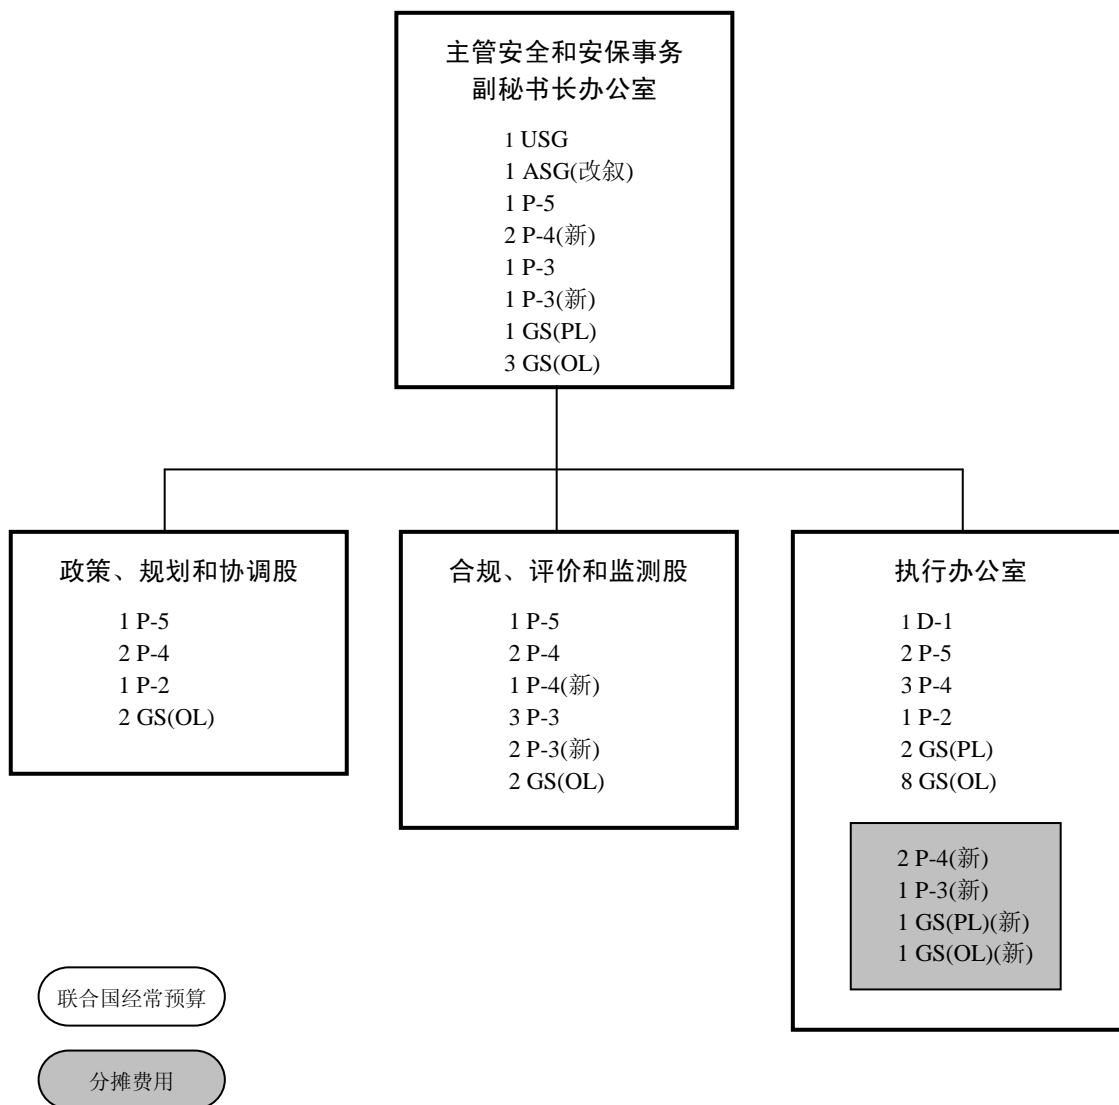 主管安全和安保事务
副秘书长办公室
1 USG
1 ASG(改叙)
1 P-5
2 P-4(新)
1 P-3
1 P-3(新)
1 GS(PL)
3 GS(OL)
政策、规划和协调股
1 P-5
2 P-4
1 P-2
2 GS(OL)
合规、评价和监测股
1 P-5
2 P-4
1 P-4(新)
3 P-3
2 P-3(新)
2 GS(OL)
执行办公室
1 D-1
2 P-5
3 P-4
1 P-2
2 GS(PL)
8 GS(OL)
2 P-4(新)
1 P-3(新)
1 GS(PL)(新)
1 GS(OL)(新)
联合国经常预算
分摊费用